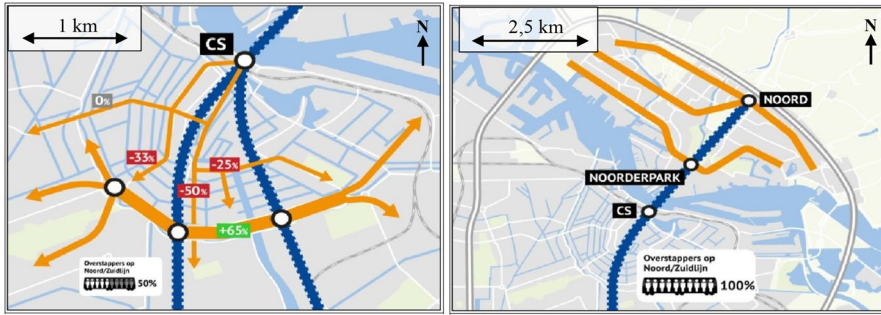 1 km
N
CS
0%
-33%
-25%
-50%
+65%
Overstappers op
Noord/Zuidlijn
50%
2,5 km
N
NOORD
NOORDERPARK
CS
Overstappers op
Noord/Zuidlijn
100%